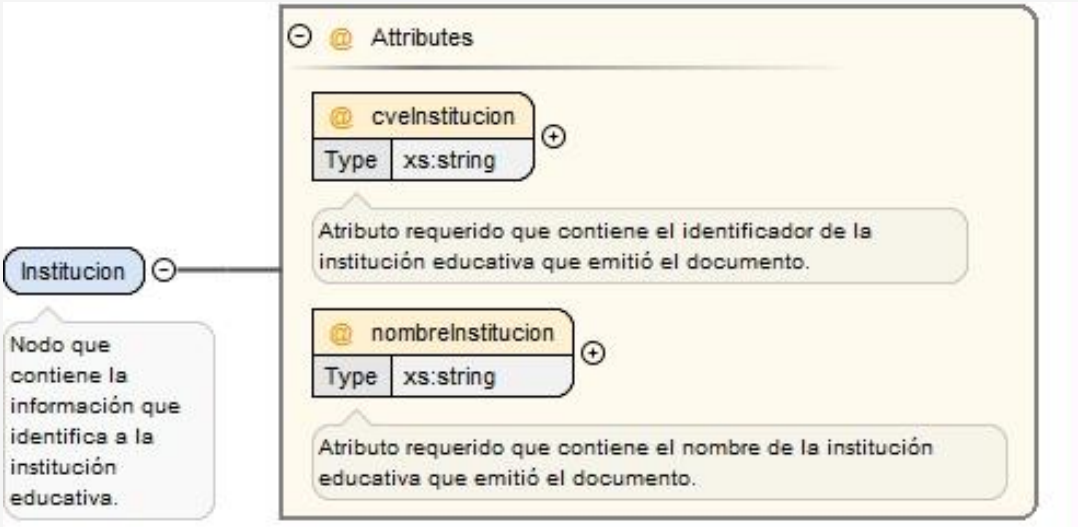 @ Attributes
@ cveInstitucion
Type xs:string
Atributo requerido que contiene el identificador de la
institución educativa que emitió el documento.
Institucion
Nodo que
contiene la
información que
identifica a la
institución
educativa.
@ nombreInstitucion
Type xs:string
Atributo requerido que contiene el nombre de la institución
educativa que emitió el documento.